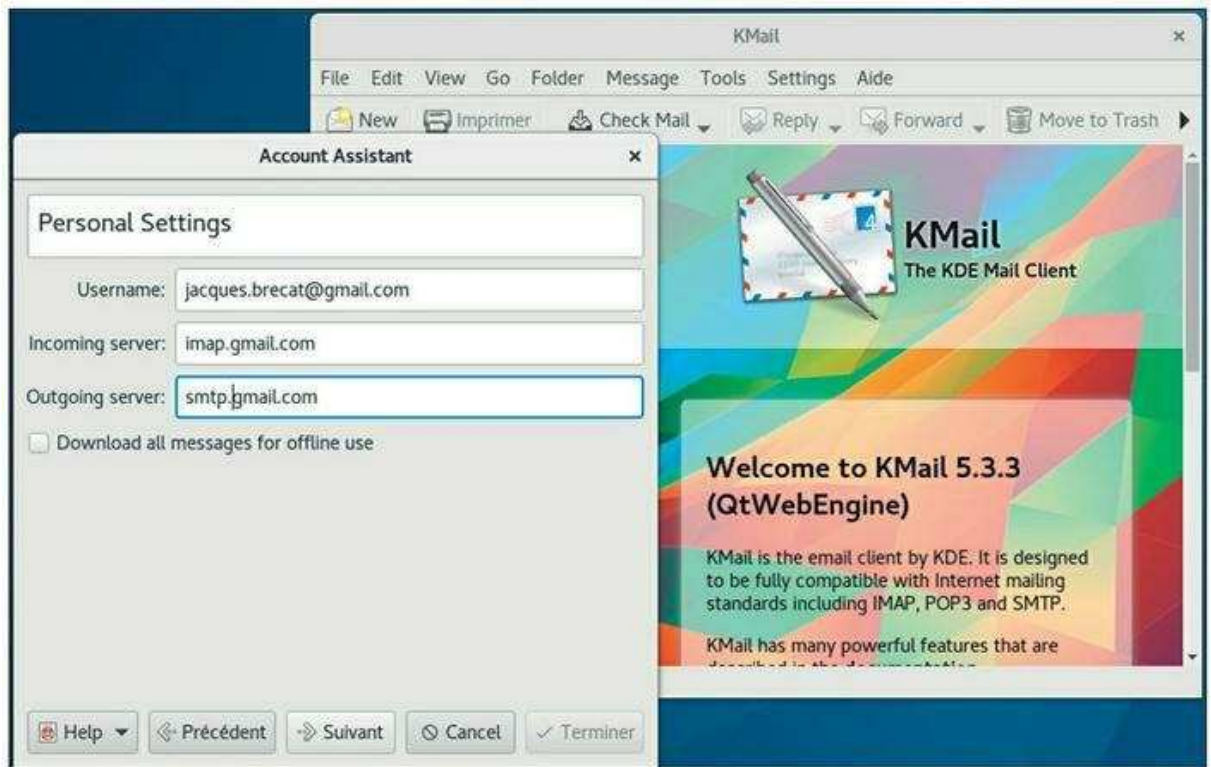 KMail
File Edit View Go Folder Message Tools Settings Aide
New Imprimer Check Mail Reply Forward Move to Trash
Account Assistant
Personal Settings
Username: jacques.brecat@gmail.com
Incoming server: imap.gmail.com
Outgoing server: smtp.gmail.com
Download all messages for offline use
Help Précédent Suivant Cancel Terminer
KMail
The KDE Mail Client
Welcome to KMail 5.3.3
(QtWebEngine)
KMail is the email client by KDE. It is designed
to be fully compatible with Internet mailing
standards including IMAP, POP3 and SMTP.
KMail has many powerful features that are
described in the documentation